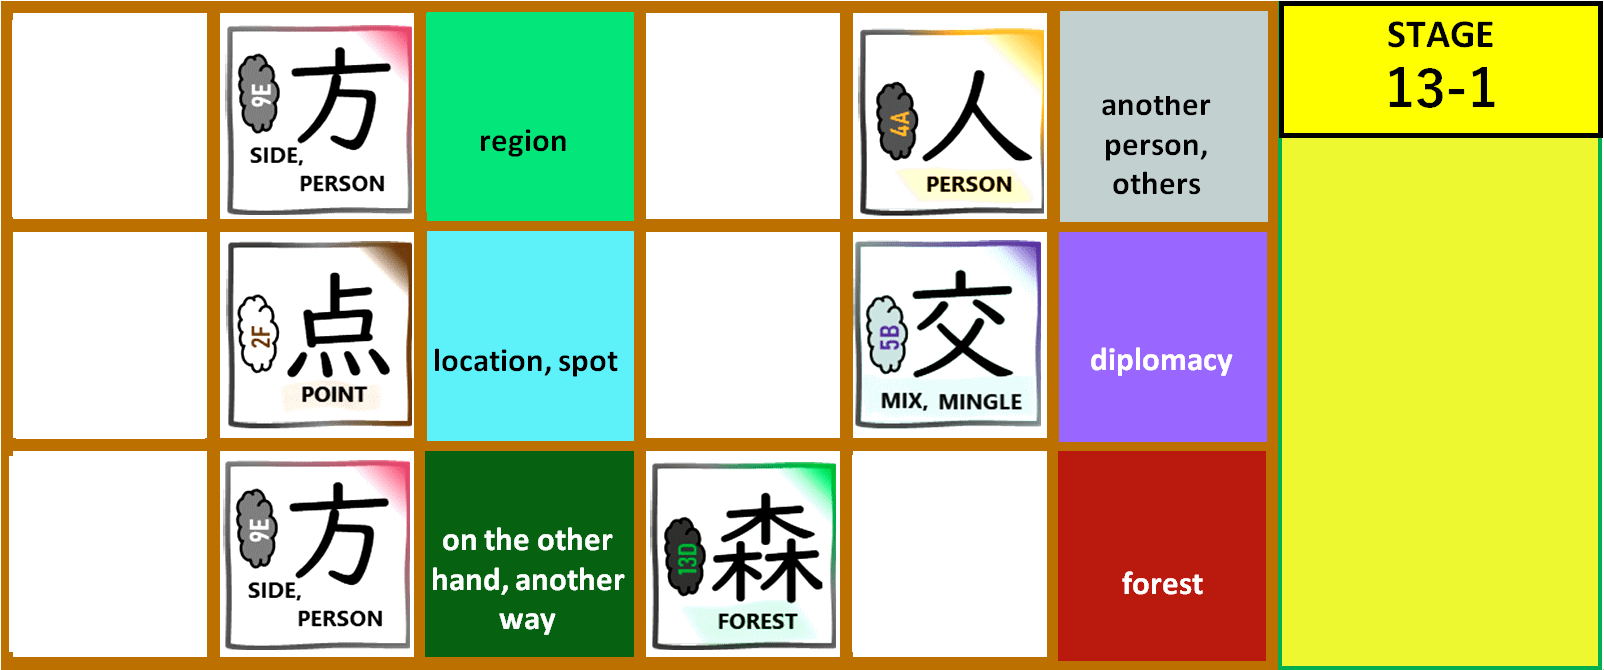 9E
方
SIDE,
PERSON
region
4A
人
PERSON
another
person,
others
STAGE
13-1
2F
点
POINT
location, spot
5B
交
MIX, MINGLE
diplomacy
9E
方
SIDE,
PERSON
on the other
hand, another
way
13D
森
FOREST
forest